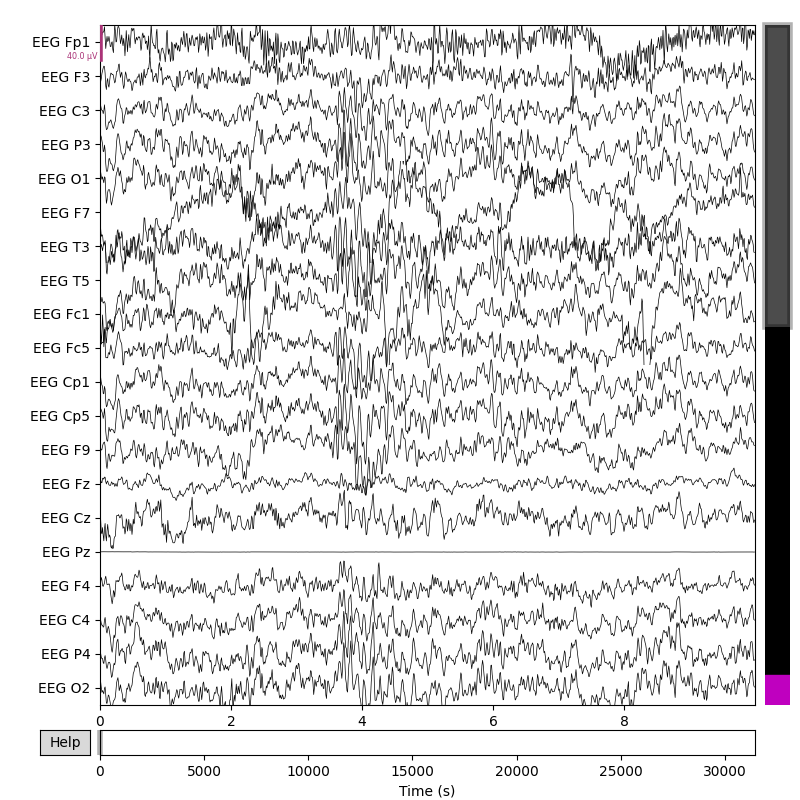 EEG Fp1
40.0 µV
EEG F3
EEG C3
EEG P3
EEG O1
EEG F7
EEG T3
EEG T5
EEG Fc1
EEG Fc5
EEG Cp1
EEG Cp5
EEG F9
EEG Fz
EEG Cz
EEG Pz
EEG F4
EEG C4
EEG P4
EEG O2
0 2 4 6 8
Help
0 5000 10000 15000 20000 25000 30000
Time (s)